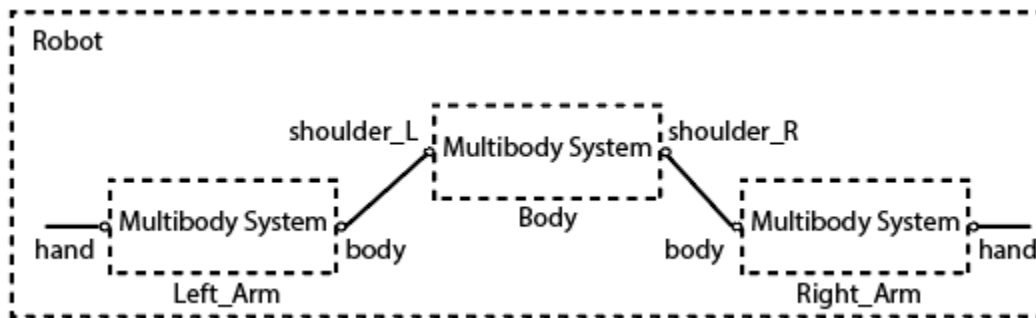 Robot
shoulder_L
Multibody System
shoulder_R
Body
Multibody System
hand
body
Left_Arm
Multibody System
body
hand
Right_Arm